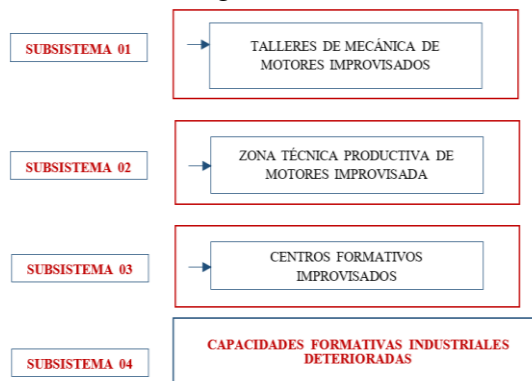 SUBSISTEMA 01
TALLERES DE MECÁNICA DE
MOTORES IMPROVISADOS
SUBSISTEMA 02
ZONA TÉCNICA PRODUCTIVA DE
MOTORES IMPROVISADA
SUBSISTEMA 03
CENTROS FORMATIVOS
IMPROVISADOS
SUBSISTEMA 04
CAPACIDADES FORMATIVAS INDUSTRIALES
DETERIORADAS